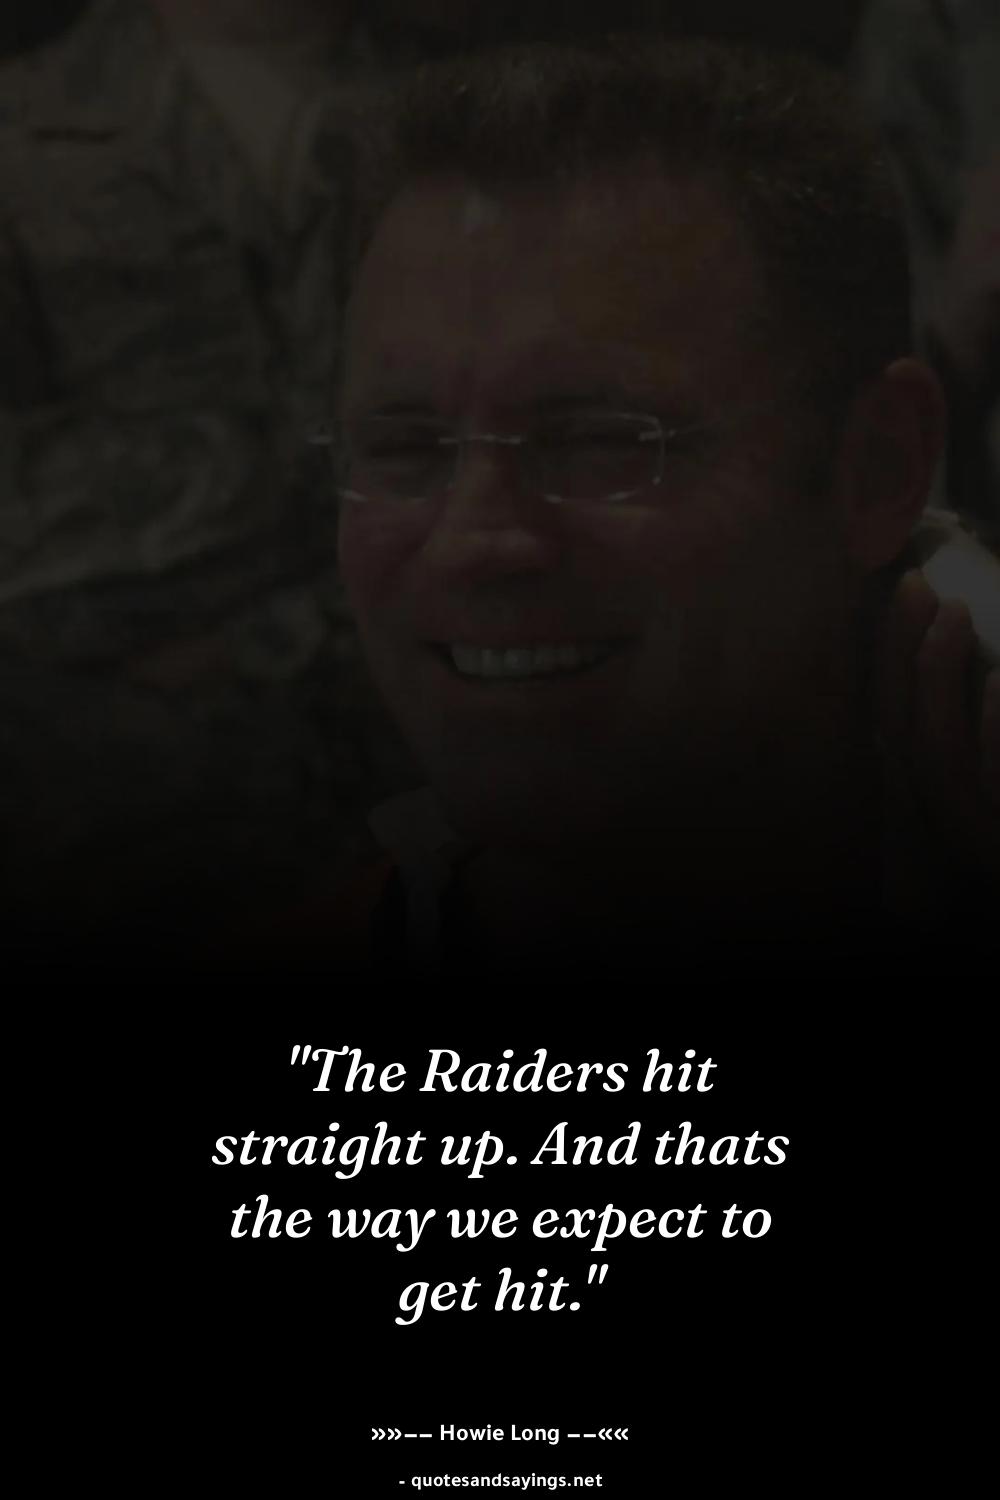 "The Raiders hit
straight up. And thats
the way we expect to
get hit."
»»–– Howie Long ––««
- quotesandsayings.net